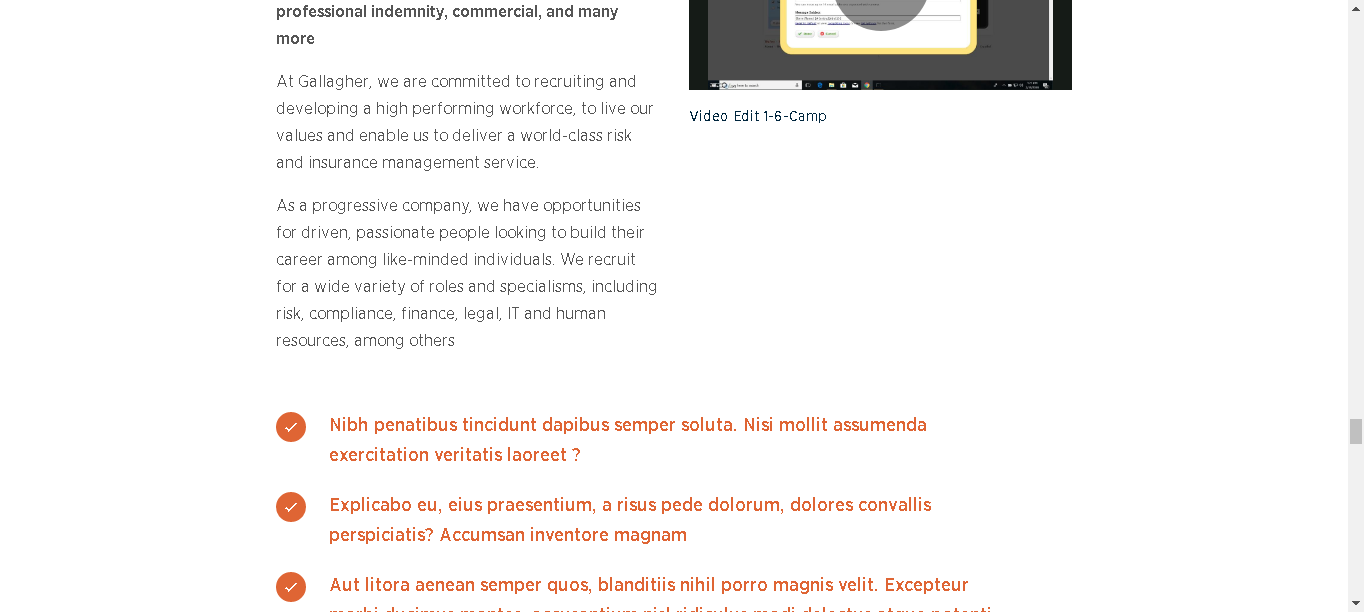 professional indemnity, commercial, and many
more
At Gallagher, we are committed to recruiting and
developing a high performing workforce, to live our
values and enable us to deliver a world-class risk
and insurance management service.
As a progressive company, we have opportunities
for driven, passionate people looking to build their
career among like-minded individuals. We recruit
for a wide variety of roles and specialisms, including
risk, compliance, finance, legal, IT and human
resources, among others
Video Edit 1-6-Camp
Nibh penatibus tincidunt dapibus semper soluta. Nisi mollit assumenda
exercitation veritatis laoreet ?
Explicabo eu, eius praesentium, a risus pede dolorum, dolores convallis
perspiciatis? Accumsan inventore magnam
Aut litora aenean semper quos, blanditiis nihil porro magnis velit. Excepteur